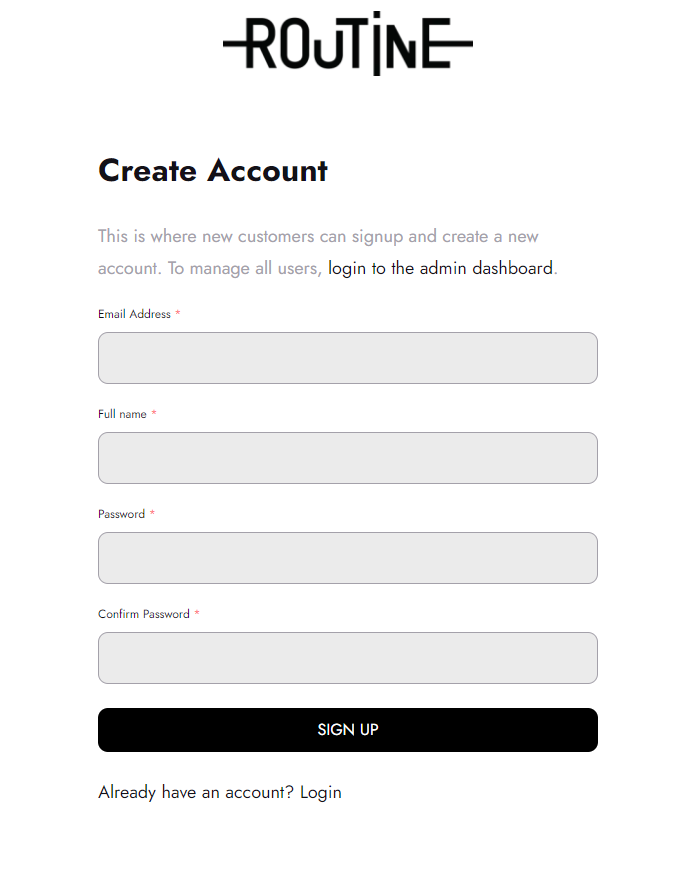 ROUTINE
Create Account
This is where new customers can signup and create a new
account. To manage all users, login to the admin dashboard.
Email Address *
Full name *
Password *
Confirm Password *
SIGN UP
Already have an account? Login